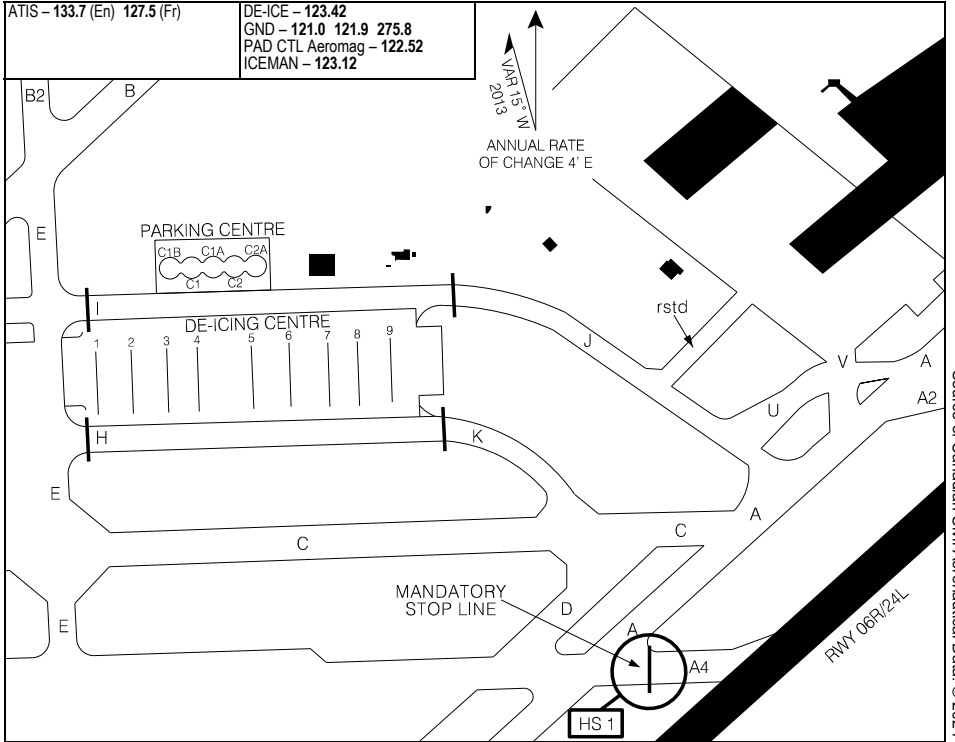 ATIS – 133.7 (En) 127.5 (Fr)
DE-ICE – 123.42
GND – 121.0 121.9 275.8
PAD CTL Aeromag – 122.52
ICEMAN – 123.12
VAR 15° W
2013
ANNUAL RATE
OF CHANGE 4' E
B2
B
E
PARKING CENTRE
C1B
C1A
C2A
C1
C2
I
DE-ICING CENTRE
1
2
3
4
5
6
7
8
9
rstd
J
V
A
A2
U
H
K
E
C
C
A
MANDATORY
STOP LINE
D
E
A
A4
HS 1
RWY 06R/24L